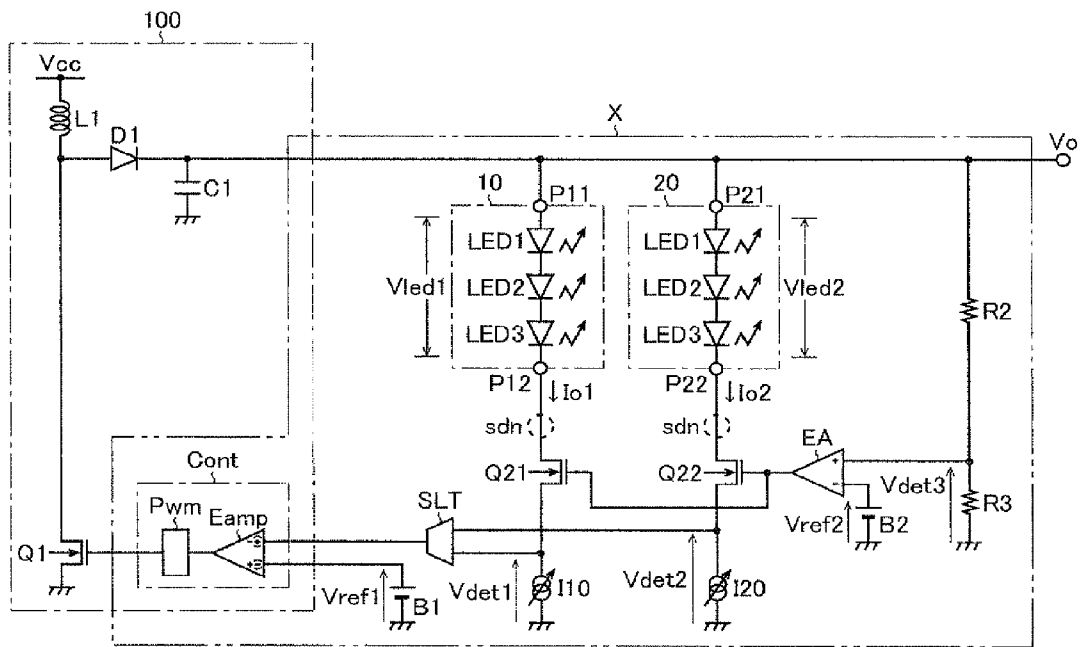 100
Vcc
L1
D1
C1
X
Vo
10
P11
20
P21
LED1
LED2
LED3
Vled1
LED1
LED2
LED3
Vled2
R2
P12
Io1
P22
Io2
sdn
sdn
EA
+
-
Q21
Q22
Vdet3
R3
Vref2
B2
Cont
Pwm
Eamp
SLT
Q1
Vref1
B1
Vdet1
I10
Vdet2
I20